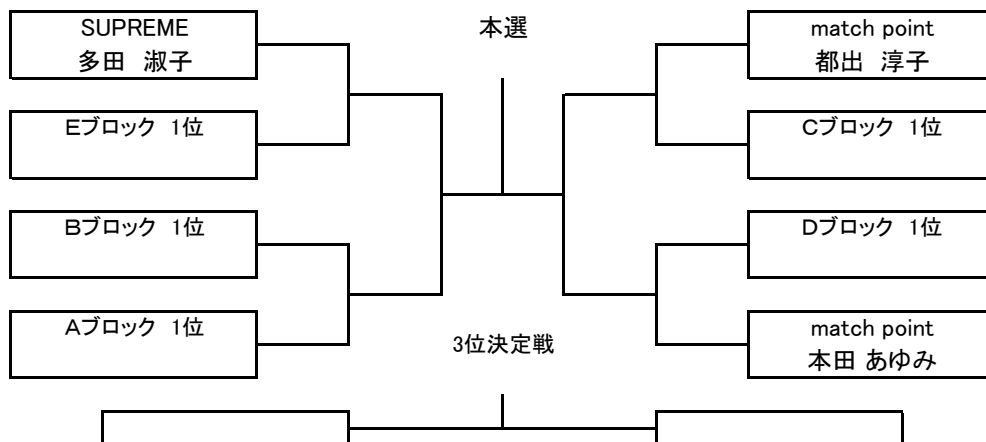 本選
SUPREME
多田 淑子
Eブロック 1位
Bブロック 1位
Aブロック 1位
match point
都出 淳子
Cブロック 1位
Dブロック 1位
match point
本田 あゆみ
3位決定戦